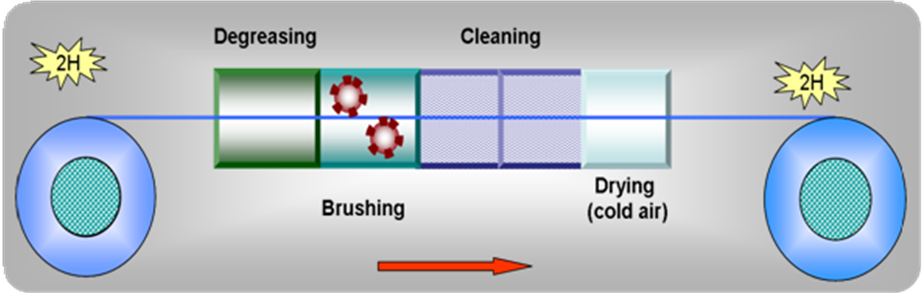 Degreasing
Cleaning
2H
2H
Brushing
Drying
(cold air)